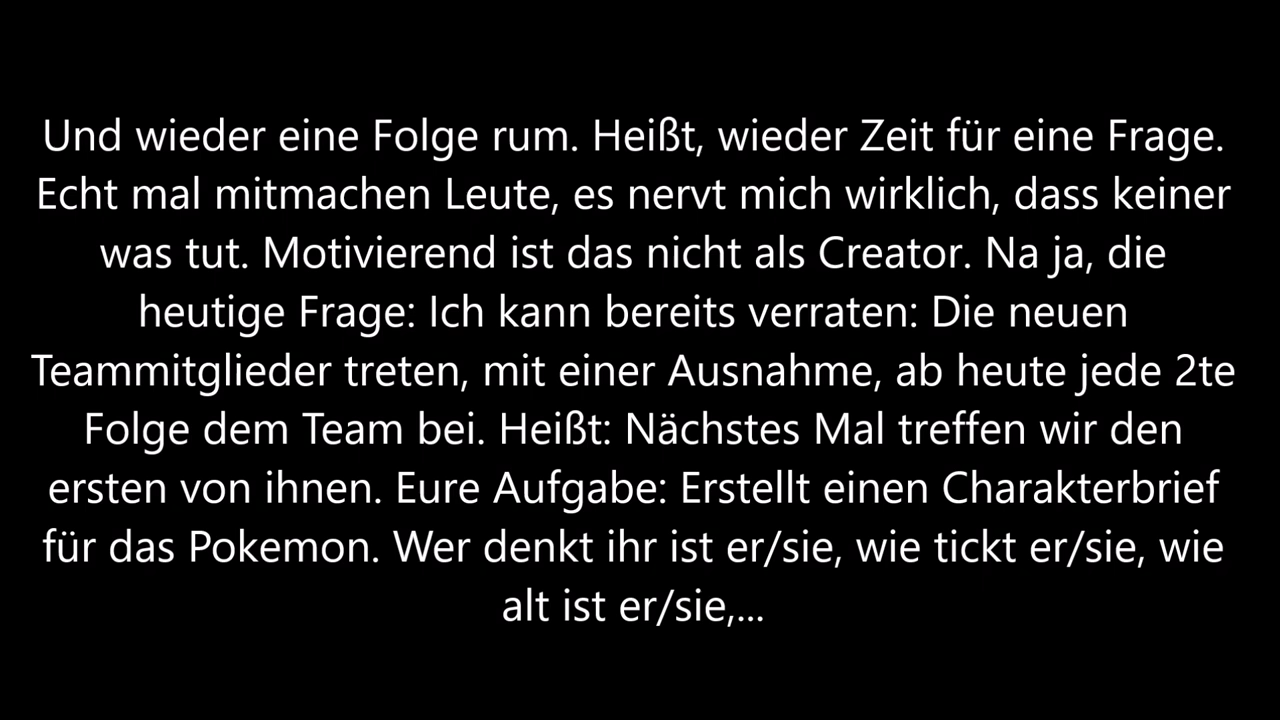 Und wieder eine Folge rum. Heißt, wieder Zeit für eine Frage.
Echt mal mitmachen Leute, es nervt mich wirklich, dass keiner
was tut. Motivierend ist das nicht als Creator. Na ja, die
heutige Frage: Ich kann bereits verraten: Die neuen
Teammitglieder treten, mit einer Ausnahme, ab heute jede 2te
Folge dem Team bei. Heißt: Nächstes Mal treffen wir den
ersten von ihnen. Eure Aufgabe: Erstellt einen Charakterbrief
für das Pokemon. Wer denkt ihr ist er/sie, wie tickt er/sie, wie
alt ist er/sie,...